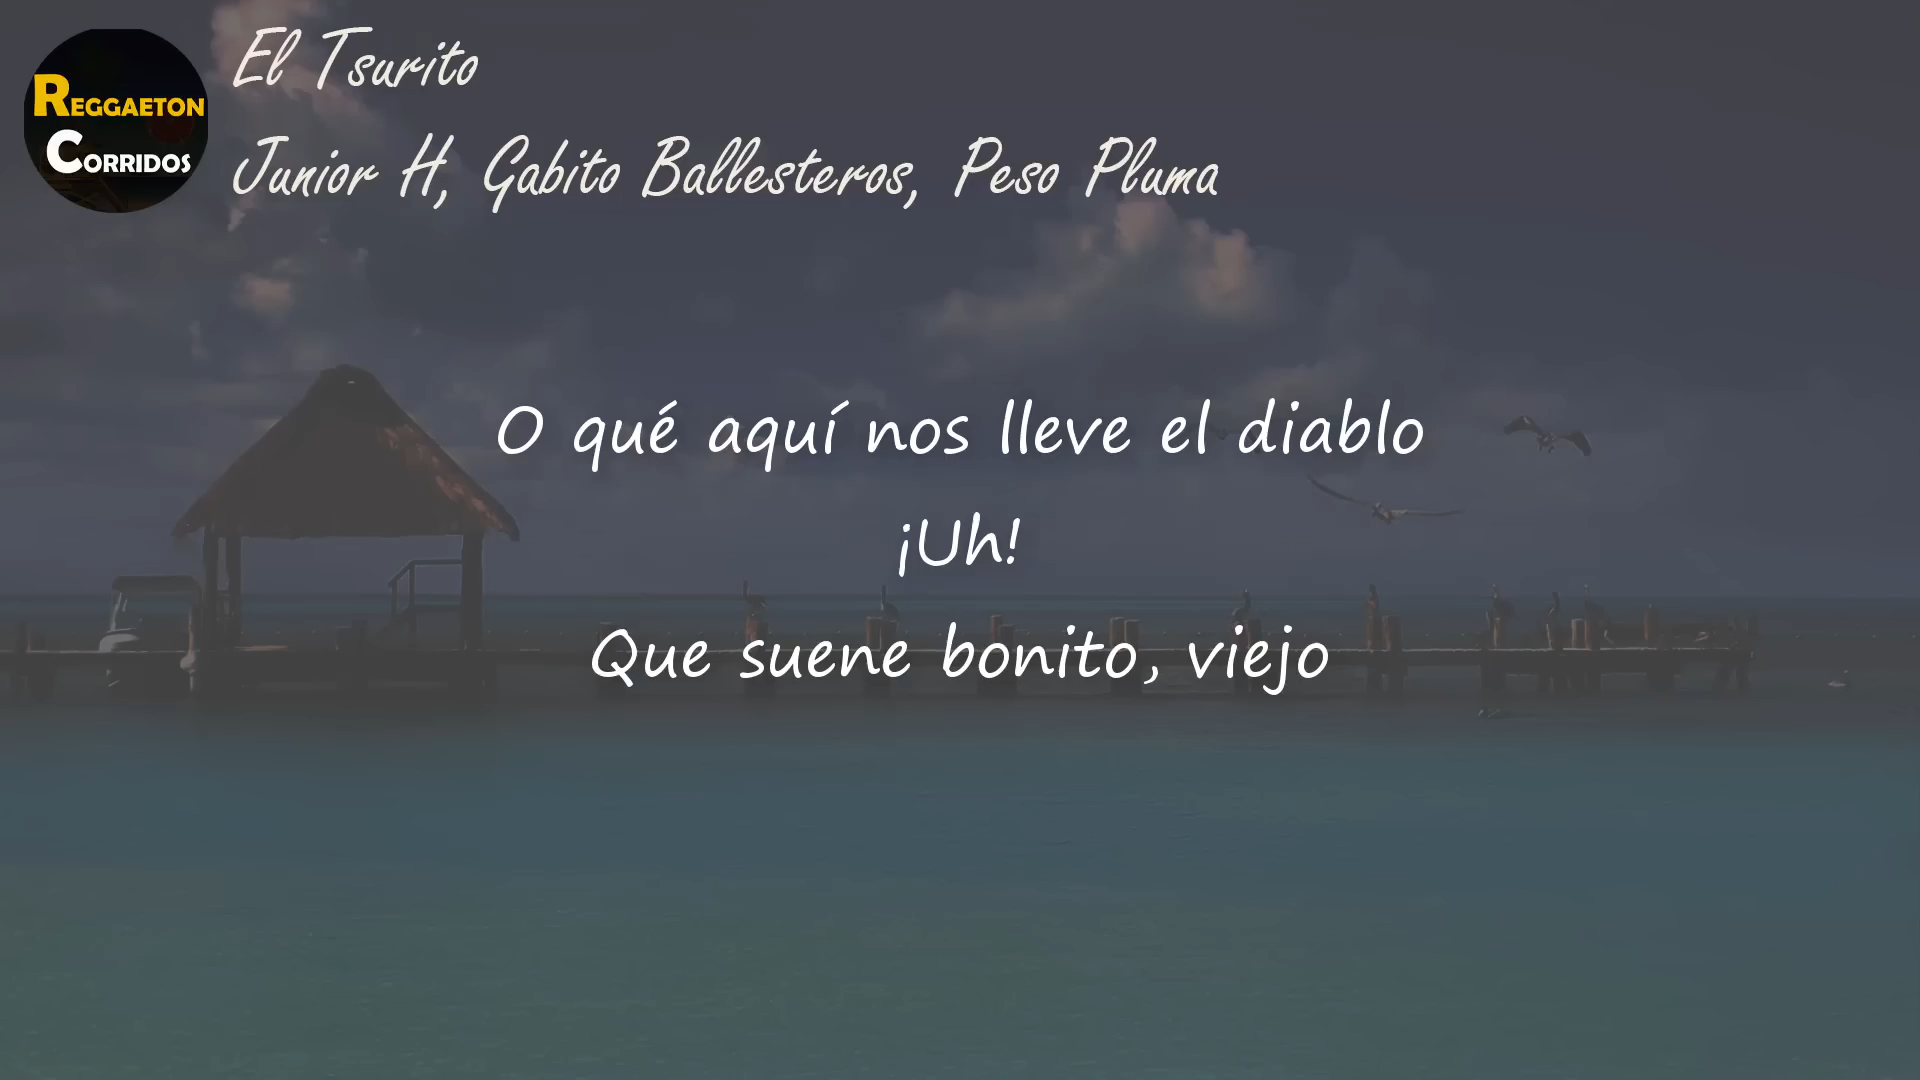 REGGAETON
CORRIDOS
El Tsurito
Junior H, Gabito Ballesteros, Peso Pluma
O qué aquí nos lleve el diablo
¡Uh!
Que suene bonito, viejo